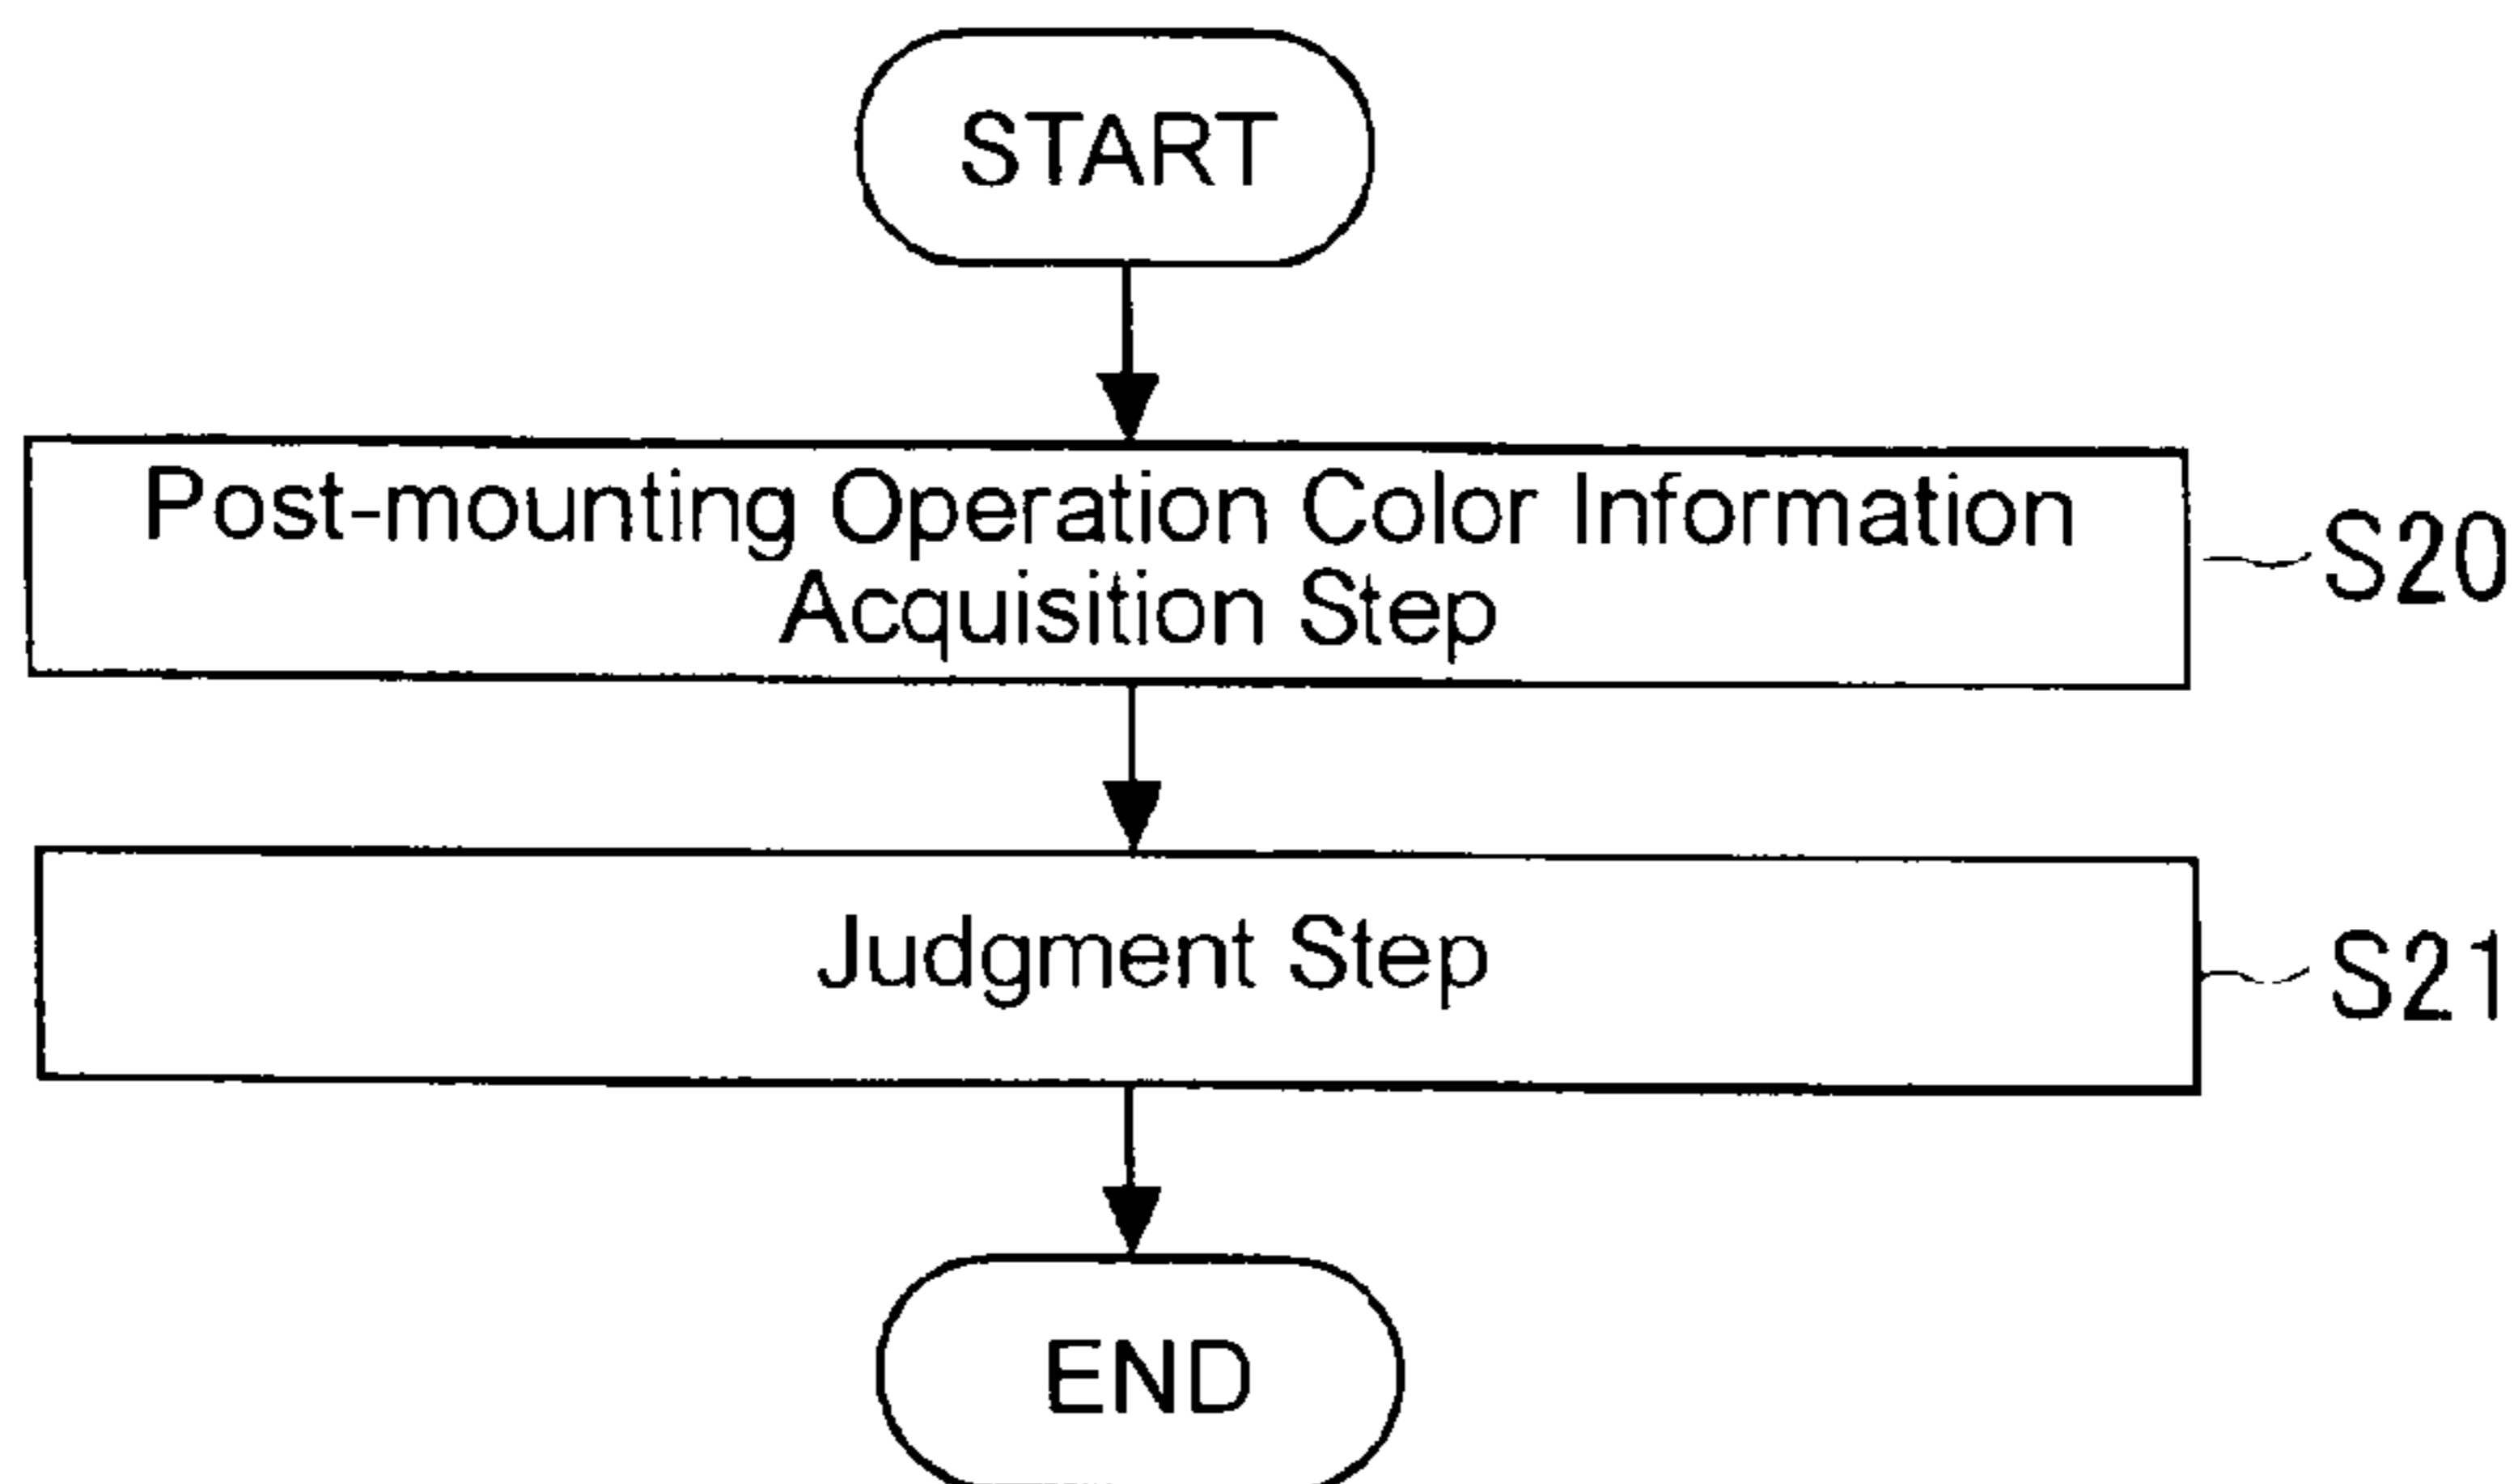 START
Post-mounting Operation Color Information
Acquisition Step
S20
Judgment Step
S21
END